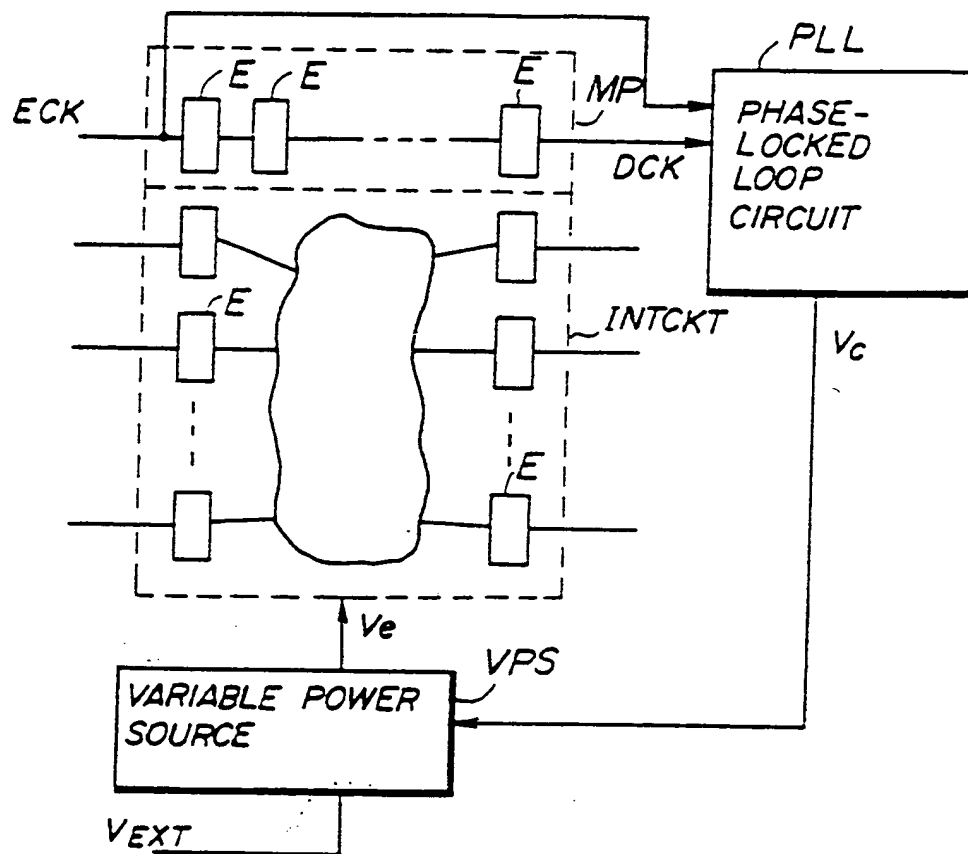 PLL
E
E
E
MP
ECK
PHASE-
LOCKED
LOOP
CIRCUIT
DCK
E
INTCKT
Vc
E
Ve
VPS
VARIABLE POWER
SOURCE
VEXT